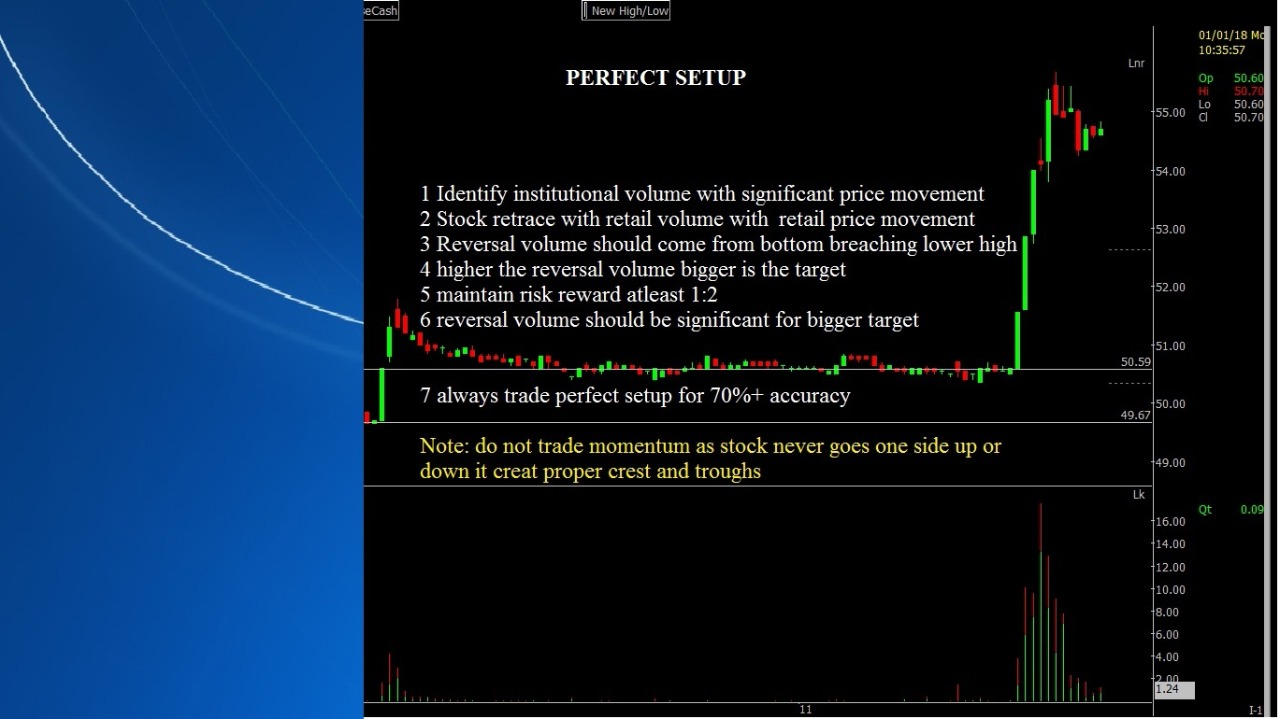 eCash
New High/Low
01/01/18 Mo
10:35:57
Lnr
PERFECT SETUP
Op 50.60
Hi 50.70
Lo 50.60
Cl 50.70
55.00
54.00
1 Identify institutional volume with significant price movement
2 Stock retrace with retail volume with retail price movement
53.00
3 Reversal volume should come from bottom breaching lower high
4 higher the reversal volume bigger is the target
52.00
5 maintain risk reward atleast 1:2
6 reversal volume should be significant for bigger target
51.00
50.59
7 always trade perfect setup for 70%+ accuracy
50.00
49.67
Note: do not trade momentum as stock never goes one side up or
down it creat proper crest and troughs
49.00
Lk
Qt 0.09
16.00
14.00
12.00
10.00
8.00
6.00
4.00
2.00
1.24
11
I-1